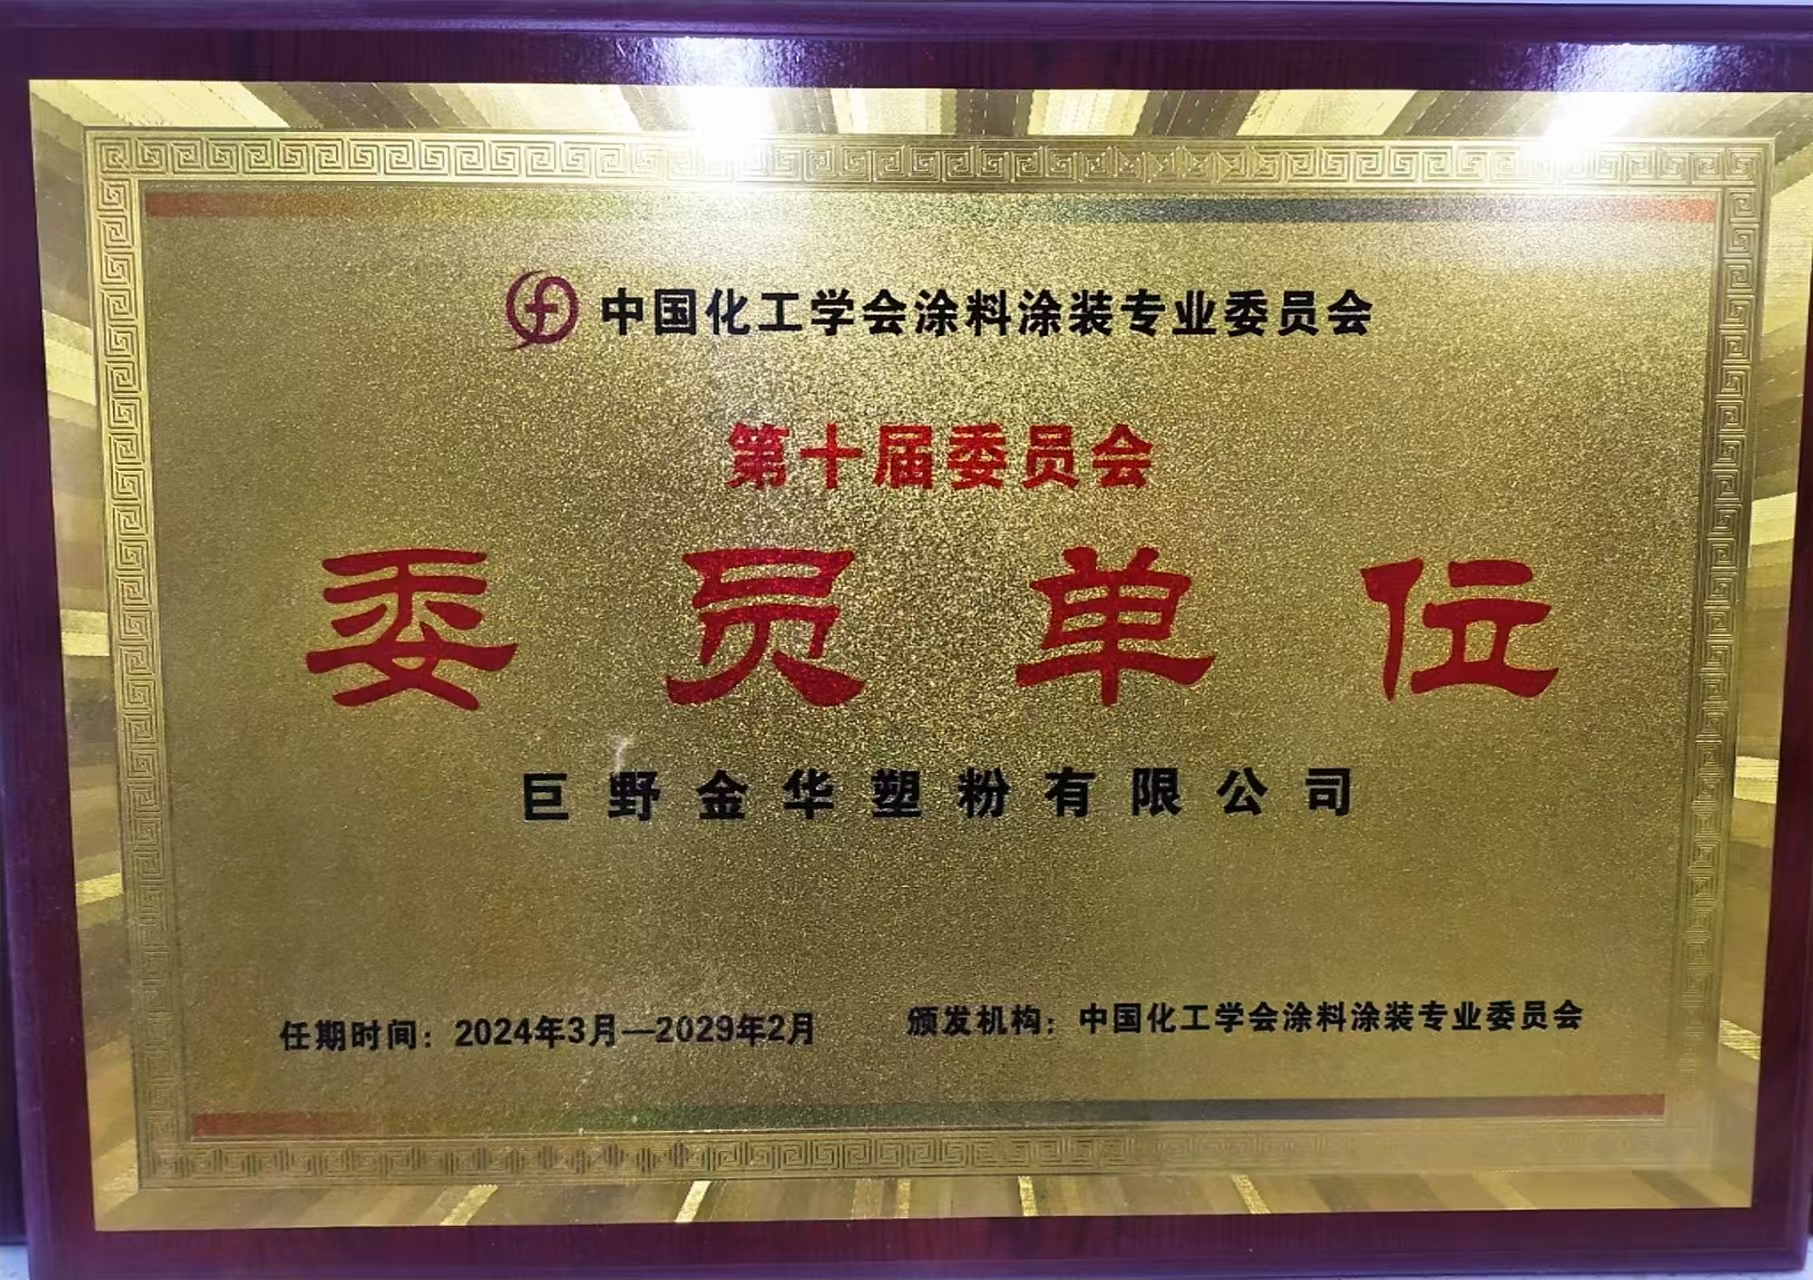 中国化工学会涂料涂装专业委员会
第十届委员会
委员单位
巨野金华塑粉有限公司
任期时间：2024年3月—2029年2月 颁发机构：中国化工学会涂料涂装专业委员会